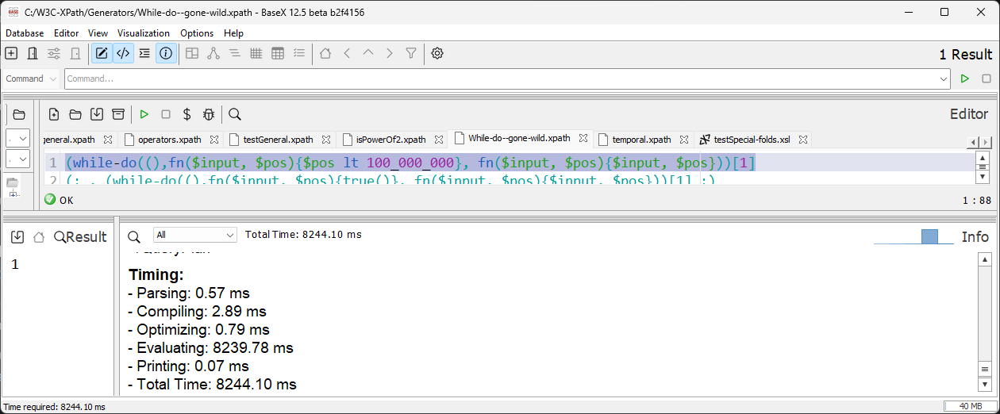 C:/W3C-XPath/Generators/While-do--gone-wild.xpath - BaseX 12.5 beta b2f4156
Database Editor View Visualization Options Help
1 Result
Command Command...
Editor
general.xpath operators.xpath testGeneral.xpath isPowerOf2.xpath While-do--gone-wild.xpath temporal.xpath testSpecial-folds.xsl
1 (while-do((),fn($input, $pos){$pos lt 100_000_000}, fn($input, $pos){$input, $pos}))[1]
2 (: , (while-do((),fn($input, $pos){true()}, fn($input, $pos){$input, $pos}))[1] :)
OK 1 : 88
Result All Total Time: 8244.10 ms Info
1
Timing:
- Parsing: 0.57 ms
- Compiling: 2.89 ms
- Optimizing: 0.79 ms
- Evaluating: 8239.78 ms
- Printing: 0.07 ms
- Total Time: 8244.10 ms
Time required: 8244.10 ms 40 MB